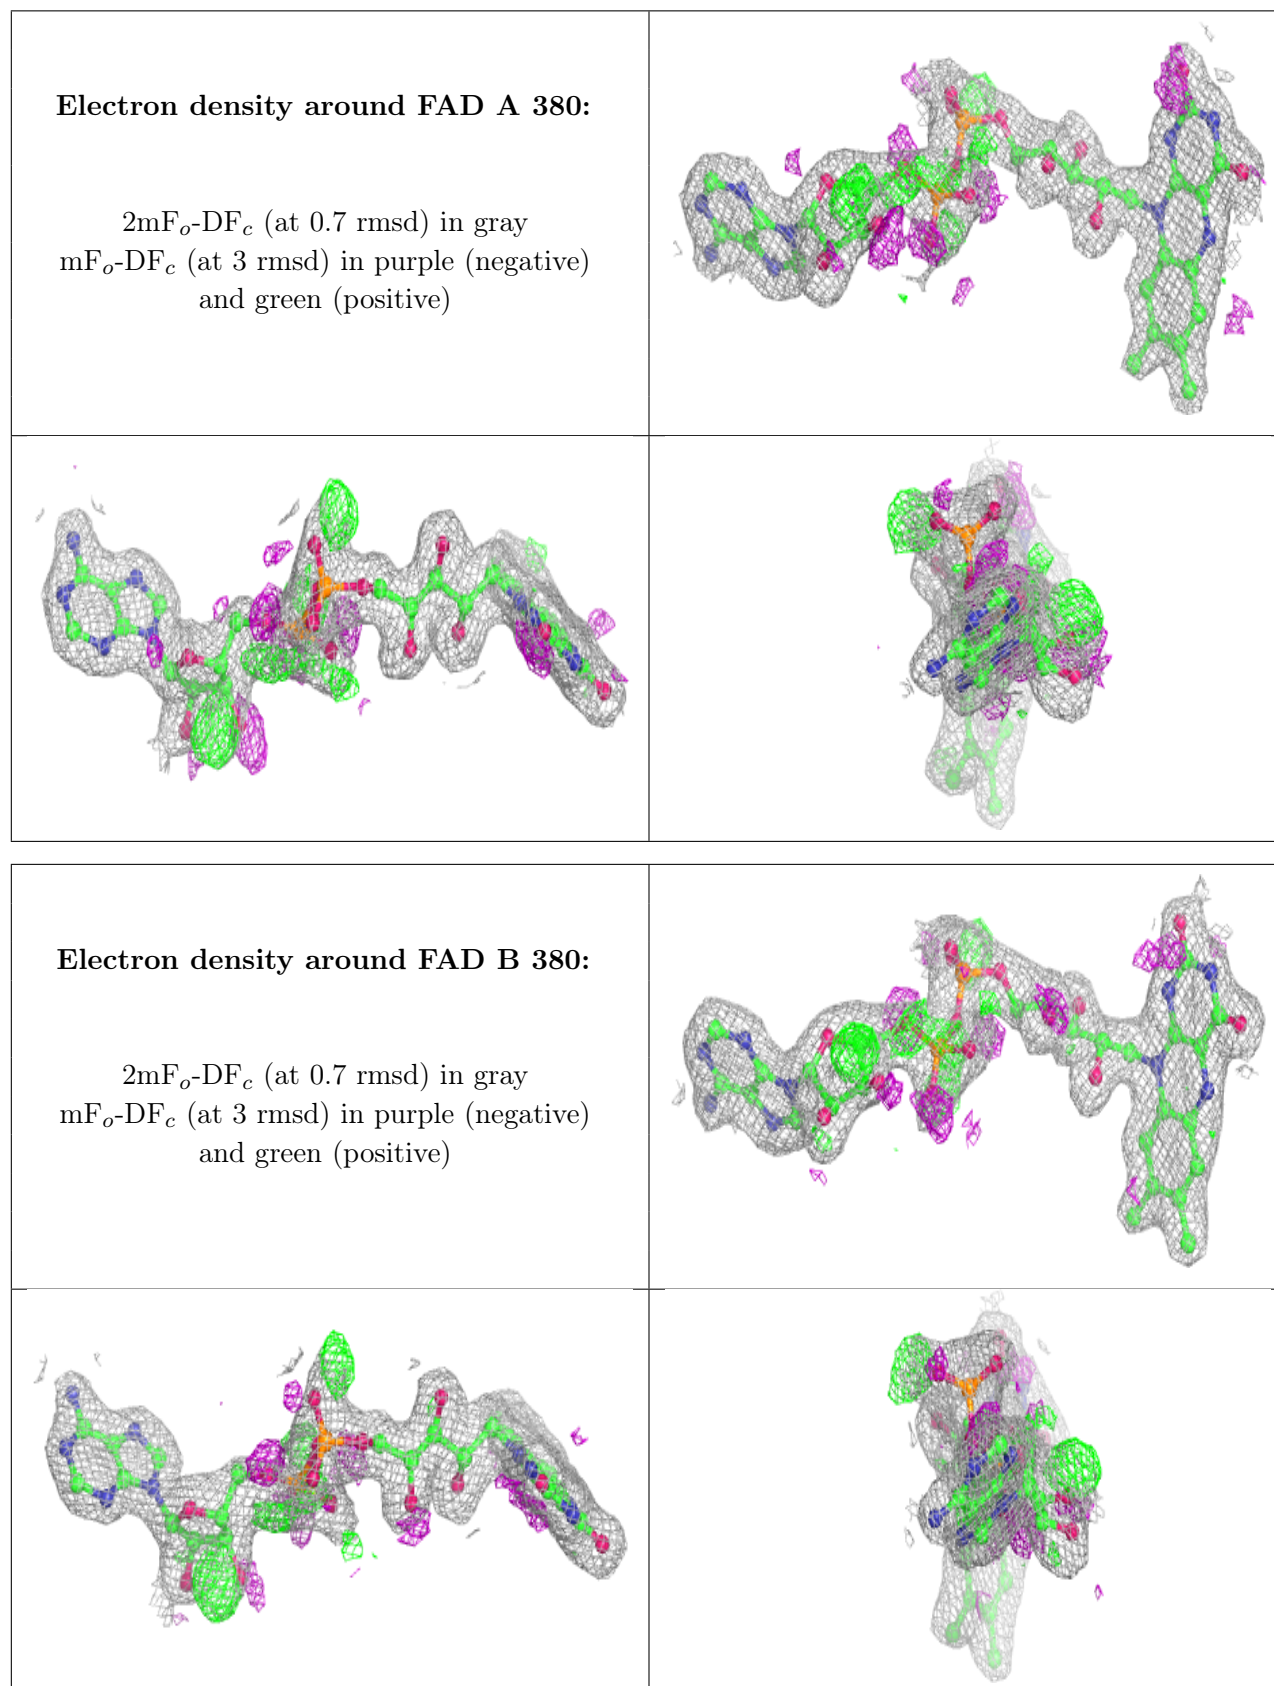 Electron density around FAD A 380:
2mFo-DFc (at 0.7 rmsd) in gray
mFo-DFc (at 3 rmsd) in purple (negative)
and green (positive)
Electron density around FAD B 380:
2mFo-DFc (at 0.7 rmsd) in gray
mFo-DFc (at 3 rmsd) in purple (negative)
and green (positive)